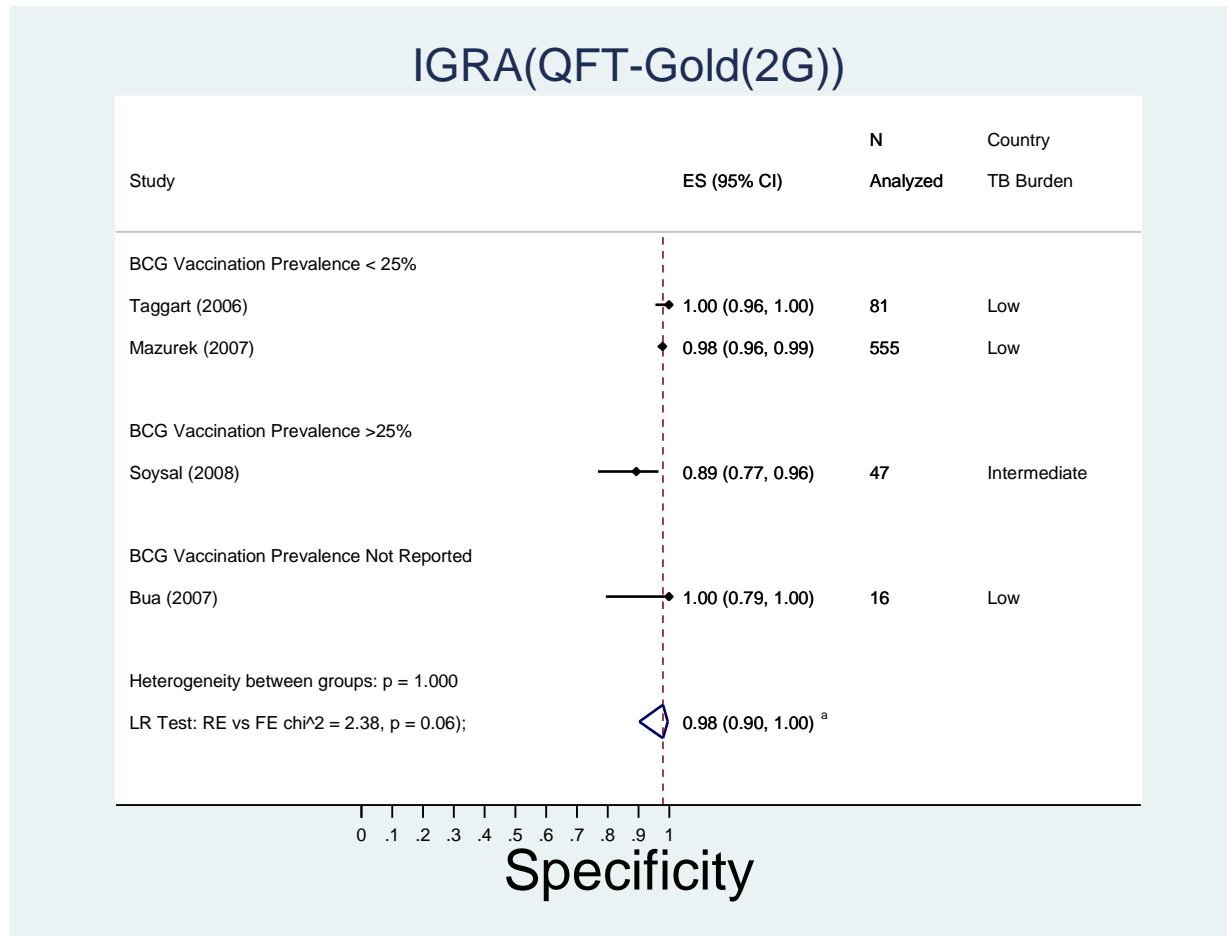 IGRA(QFT-Gold(2G))
N Country
Study ES (95% CI) Analyzed TB Burden
BCG Vaccination Prevalence < 25%
Taggart (2006) 1.00 (0.96, 1.00) 81 Low
Mazurek (2007) 0.98 (0.96, 0.99) 555 Low
BCG Vaccination Prevalence >25%
Soysal (2008) 0.89 (0.77, 0.96) 47 Intermediate
BCG Vaccination Prevalence Not Reported
Bua (2007) 1.00 (0.79, 1.00) 16 Low
Heterogeneity between groups: p = 1.000
LR Test: RE vs FE chi^2 = 2.38, p = 0.06); 0.98 (0.90, 1.00) a
0 .1 .2 .3 .4 .5 .6 .7 .8 .9 1
Specificity